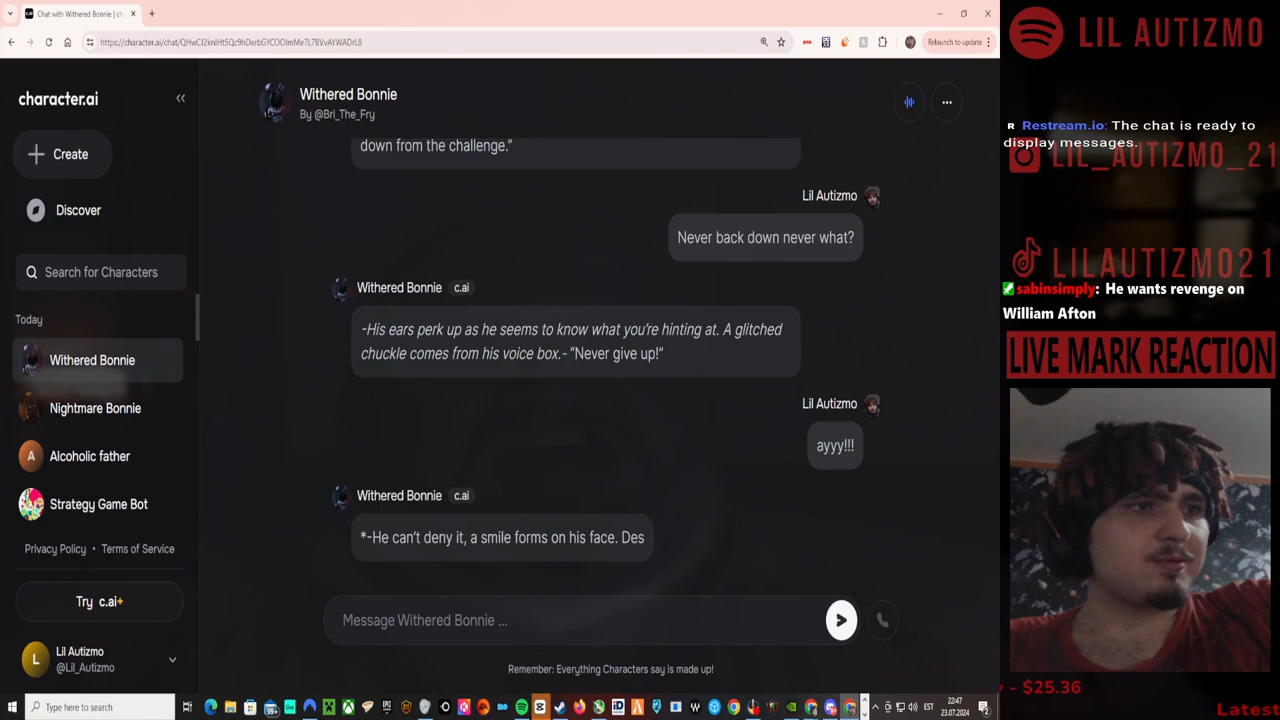 Chat with Withered Bonnie | ch
https://character.ai/chat/QHwCJ2knIHt5Qc9hDerbGYCOOImMe7L7BVvAYWADrL8
Relaunch to update
character.ai
Create
Discover
Search for Characters
Today
Withered Bonnie
Nightmare Bonnie
A
Alcoholic father
Strategy Game Bot
Privacy Policy • Terms of Service
Try c.ai+
L
Lil Autizmo
@Lil_Autizmo
Withered Bonnie
By @Bri_The_Fry
down from the challenge.”
Lil Autizmo
Never back down never what?
Withered Bonnie c.ai
-His ears perk up as he seems to know what you’re hinting at. A glitched
chuckle comes from his voice box.- “Never give up!”
Lil Autizmo
ayyy!!!
Withered Bonnie c.ai
*-He can’t deny it, a smile forms on his face. Des
Message Withered Bonnie ...
Remember: Everything Characters say is made up!
LIL AUTIZMO
Restream.io: The chat is ready to
display messages.
LIL_AUTIZMO_21
LILAUTIZMO21
sabinsimply: He wants revenge on
William Afton
LIVE MARK REACTION
- $25.36
Latest
Type here to search
99+
EST
22:47
23.07.2024